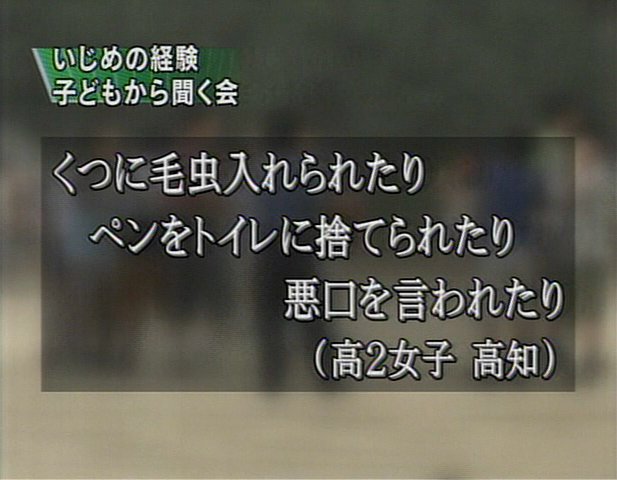 いじめの経験
子どもから聞く会
くつに毛虫入れられたり
ペンをトイレに捨てられたり
悪口を言われたり
（高2女子 高知）